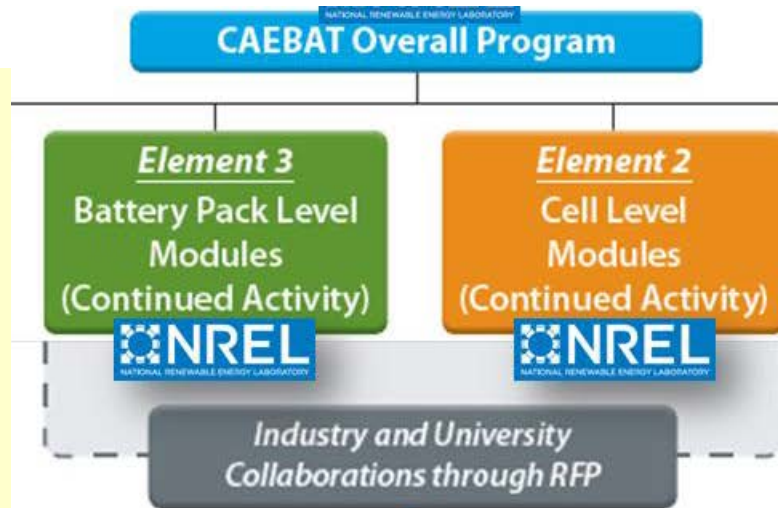 NATIONAL RENEWABLE ENERGY LABORATORY
CAEBAT Overall Program
Element 3
Battery Pack Level
Modules
(Continued Activity)
NREL
NATIONAL RENEWABLE ENERGY LABORATORY
Element 2
Cell Level
Modules
(Continued Activity)
NREL
NATIONAL RENEWABLE ENERGY LABORATORY
Industry and University
Collaborations through RFP